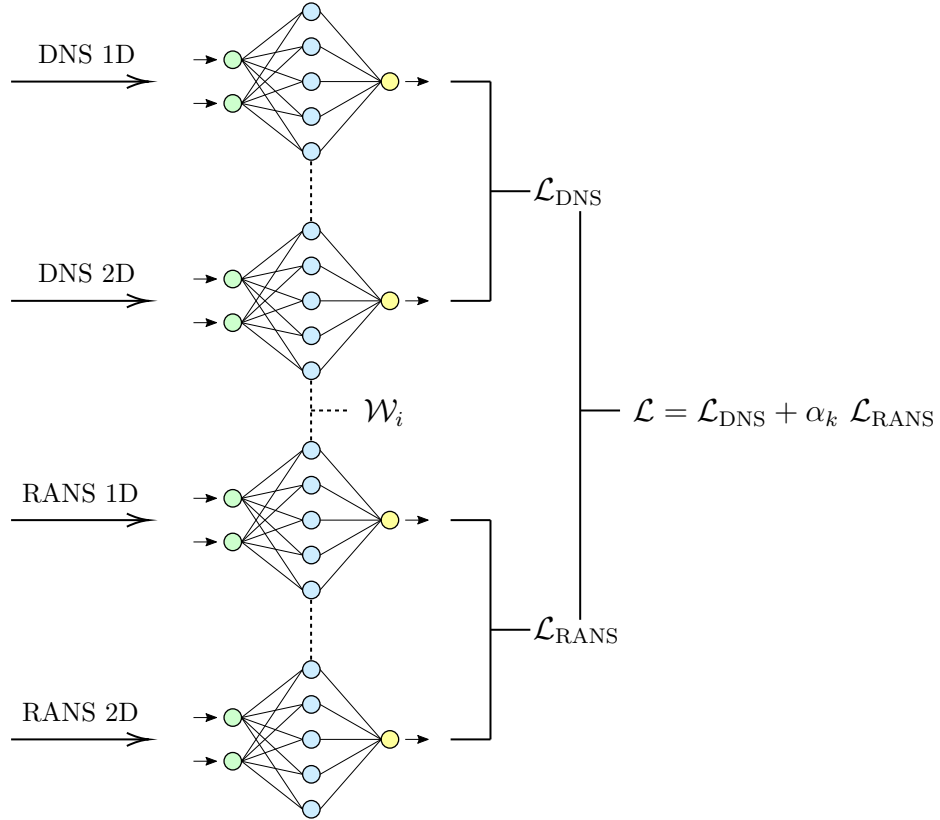 DNS 1D
ℒ_DNS
DNS 2D
𝒲_i
ℒ = ℒ_DNS + α_k ℒ_RANS
RANS 1D
ℒ_RANS
RANS 2D